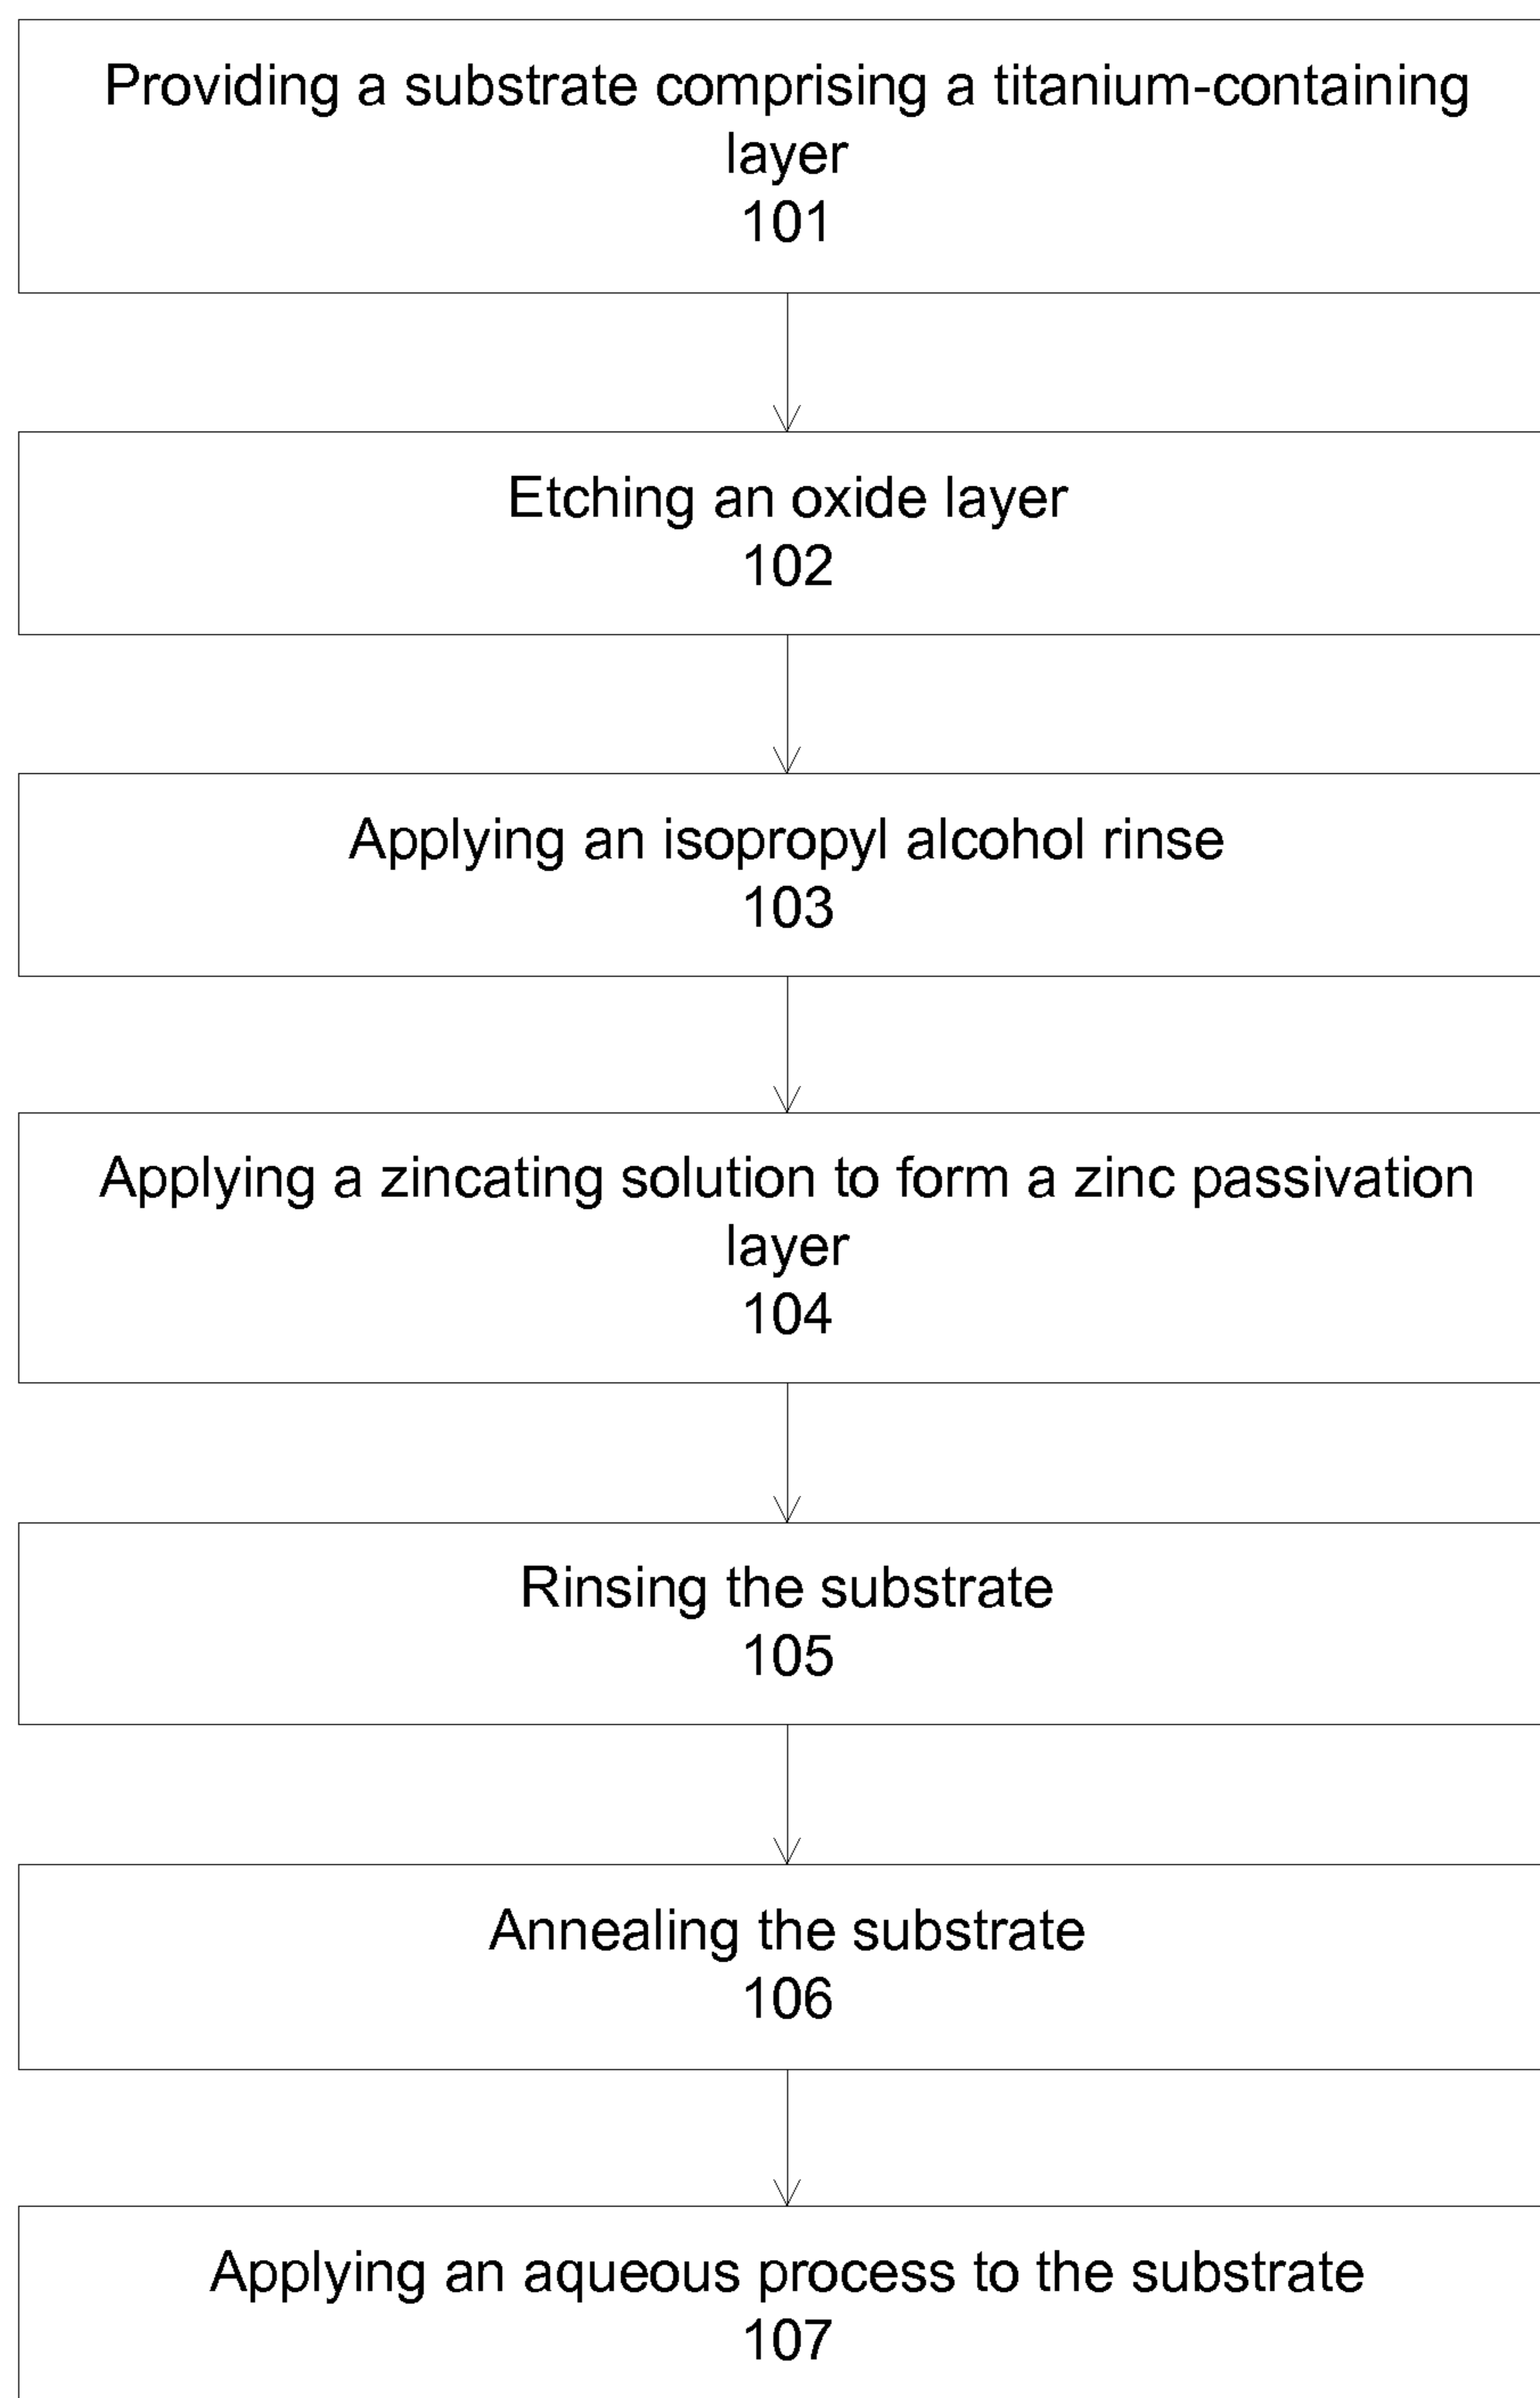 Providing a substrate comprising a titanium-containing
layer
101
Etching an oxide layer
102
Applying an isopropyl alcohol rinse
103
Applying a zincating solution to form a zinc passivation
layer
104
Rinsing the substrate
105
Annealing the substrate
106
Applying an aqueous process to the substrate
107